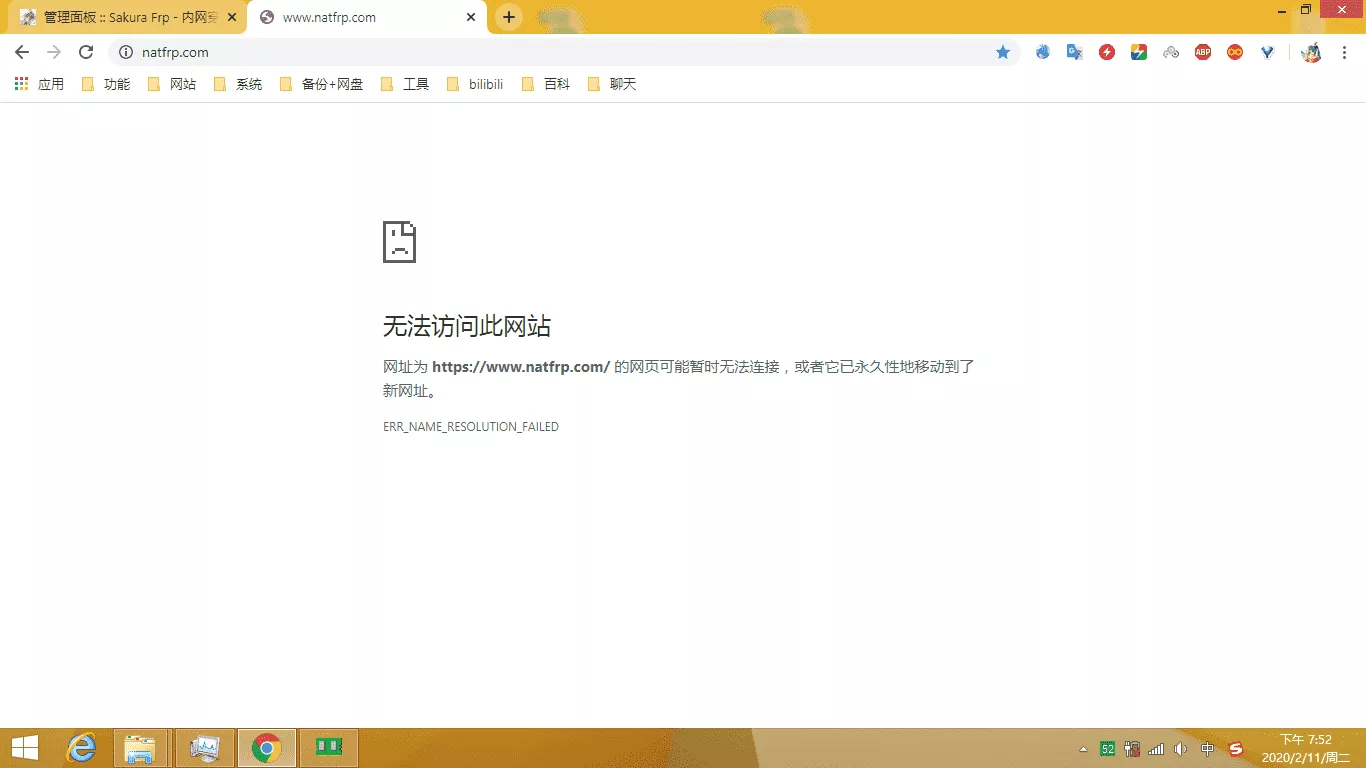 管理面板 :: Sakura Frp - 内网穿
www.natfrp.com
natfrp.com
应用 功能 网站 系统 备份+网盘 工具 bilibili 百科 聊天
ABP
无法访问此网站
网址为 https://www.natfrp.com/ 的网页可能暂时无法连接，或者它已永久性地移动到了
新网址。
ERR_NAME_RESOLUTION_FAILED
52
中
下午 7:52
2020/2/11/周二